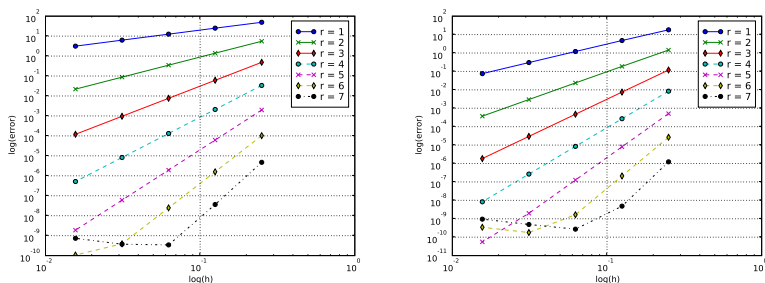 10^2
10^1
10^0
10^-1
10^-2
10^-3
10^-4
10^-5
10^-6
10^-7
10^-8
10^-9
10^-10
log(error)
r = 1
r = 2
r = 3
r = 4
r = 5
r = 6
r = 7
10^-2
10^-1
10^0
log(h)
10^2
10^1
10^0
10^-1
10^-2
10^-3
10^-4
10^-5
10^-6
10^-7
10^-8
10^-9
10^-10
10^-11
log(error)
r = 1
r = 2
r = 3
r = 4
r = 5
r = 6
r = 7
10^-2
10^-1
10^0
log(h)